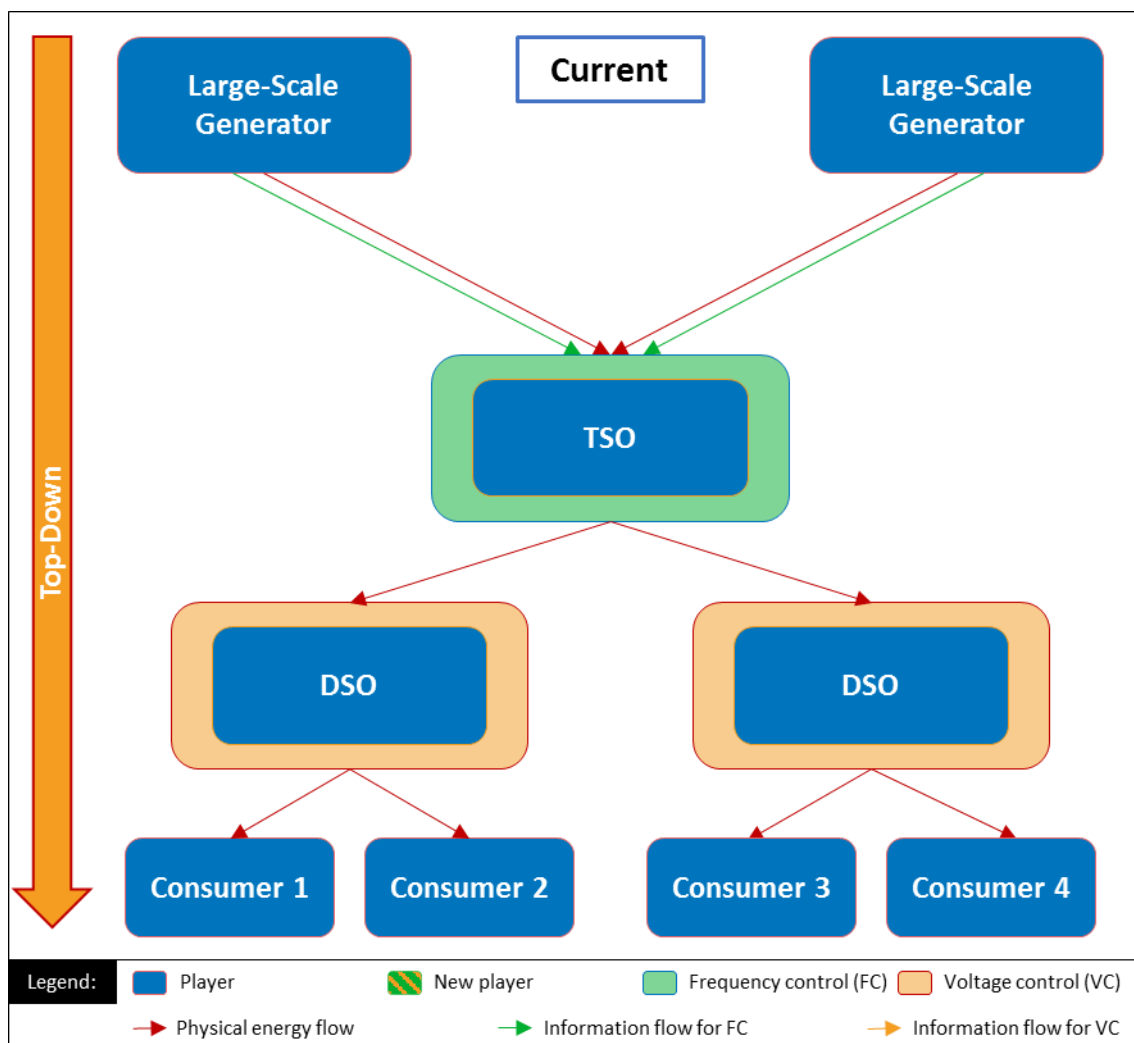 Current
Large-Scale
Generator
Large-Scale
Generator
Top-Down
TSO
DSO
DSO
Consumer 1
Consumer 2
Consumer 3
Consumer 4
Legend:
Player
New player
Frequency control (FC)
Voltage control (VC)
Physical energy flow
Information flow for FC
Information flow for VC